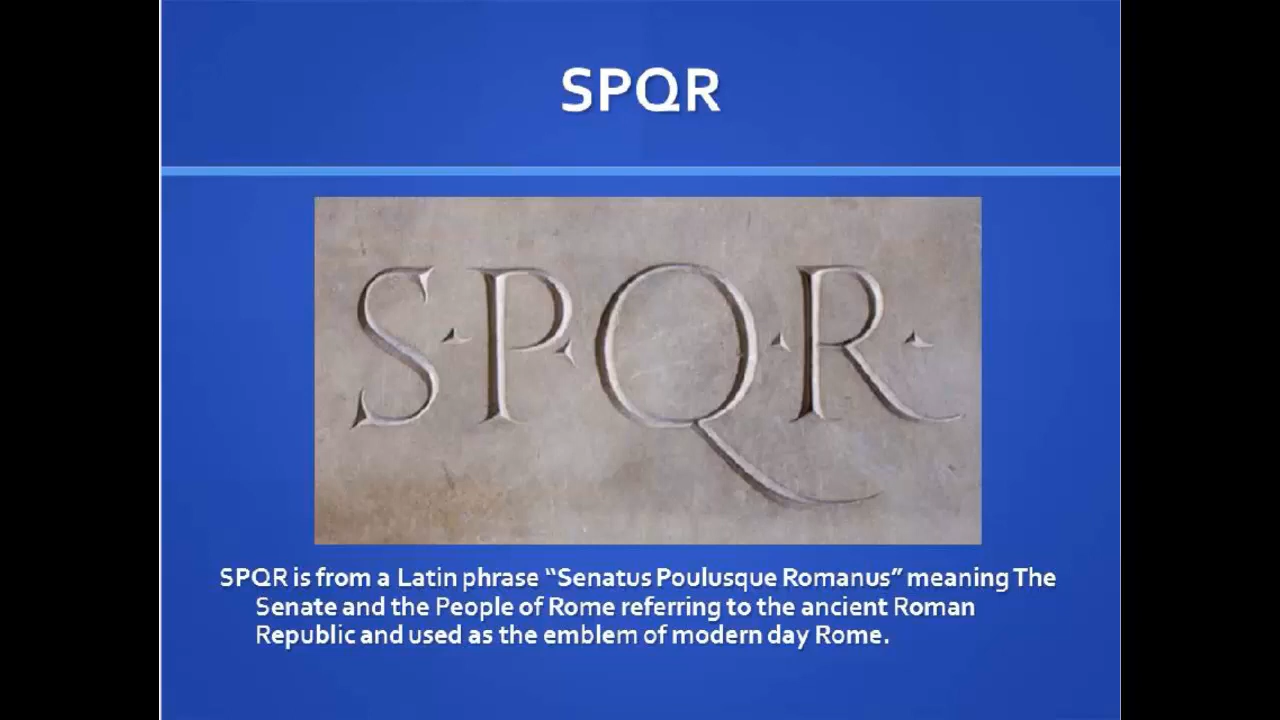 SPQR
S·P·Q·R·
SPQR is from a Latin phrase “Senatus Poulusque Romanus” meaning The
Senate and the People of Rome referring to the ancient Roman
Republic and used as the emblem of modern day Rome.